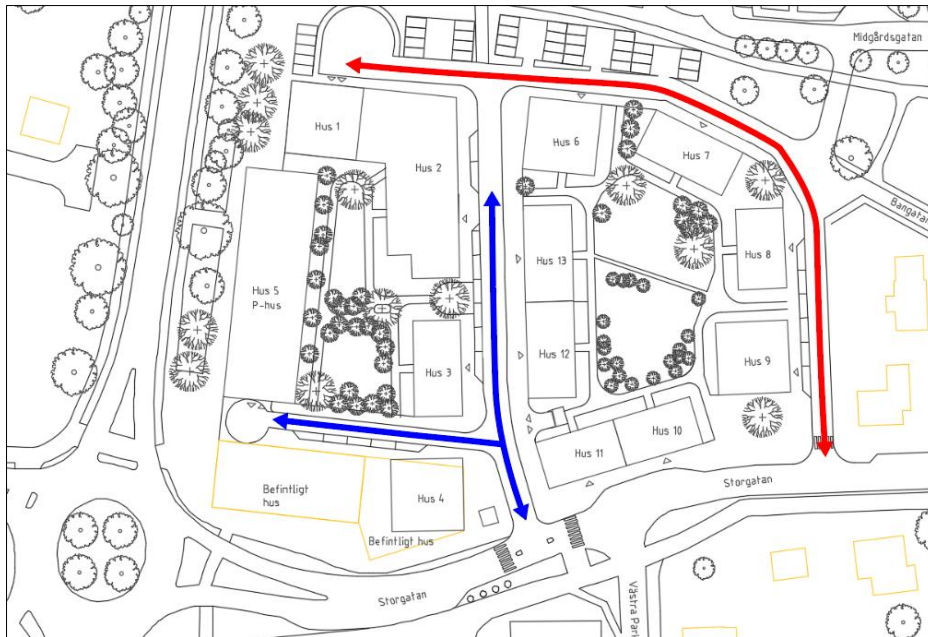 Midgårdsgatan
Hus 1
Hus 6
Hus 7
Hus 2
Bangatan
Hus 13
Hus 8
Hus 5
P-hus
Hus 12
Hus 9
Hus 3
Hus 10
Hus 11
Storgatan
Befintligt
hus
Hus 4
Befintligt hus
Storgatan
Västra Par